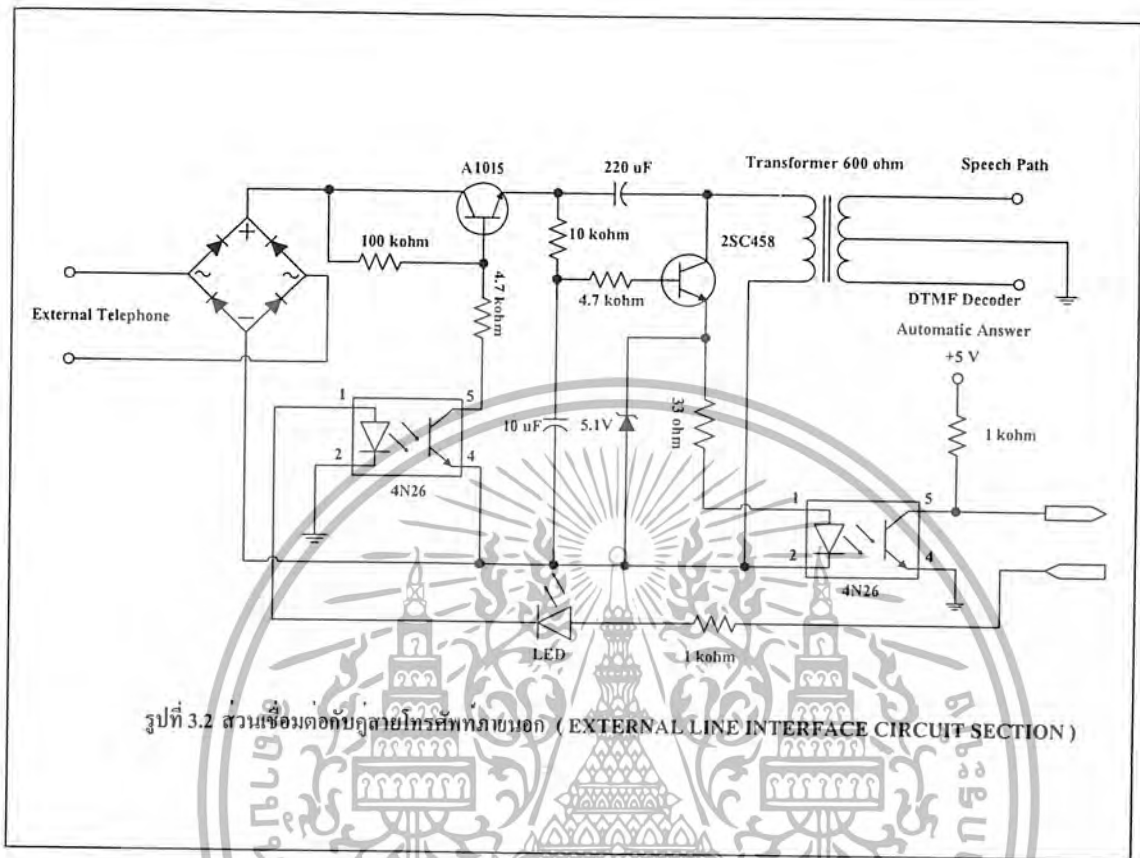 A1015
220 uF
Transformer 600 ohm
Speech Path
+
~
~
−
100 kohm
10 kohm
2SC458
4.7 kohm
4.7 kohm
External Telephone
DTMF Decoder
Automatic Answer
+5 V
1
5
2
4
4N26
10 uF
5.1V
33 ohm
1 kohm
1
5
2
4
4N26
LED
1 kohm
รูปที่ 3.2 ส่วนเชื่อมต่อกับคู่สายโทรศัพท์ภายนอก ( EXTERNAL LINE INTERFACE CIRCUIT SECTION )